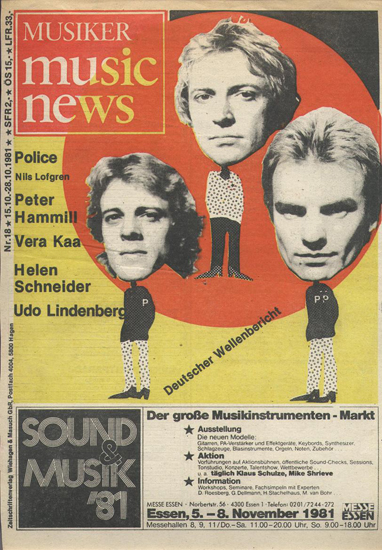 MUSIKER
music
news
Nr. 18 ★ 15.10.-28.10.1981 ★ SFR 2,- ★ ÖS 15,- ★ LFR. 33,-
Police
Nils Lofgren
Peter
Hammill
Vera Kaa
Helen
Schneider
Udo Lindenberg
P
P P
Deutscher Wellenbericht
Zeitschriftenverlag Wishagen & Masuch GbR, Postfach 4004, 5800 Hagen
SOUND
&
MUSIK
'81
Der große Musikinstrumenten - Markt
★ Ausstellung
Die neuen Modelle:
Gitarren, PA-Verstärker und Effektgeräte, Keybords, Synthesizer,
Schlagzeuge, Blasinstrumente, Orgeln, Noten, Zubehör
★ Aktion
Vorführungen auf Aktionsbühnen, öffentliche Sound-Checks, Sessions,
Tonstudio, Konzerte, Talentshow, Wettbewerbe ...
u. a. täglich Klaus Schulze, Mike Shrieve
★ Information
Workshops, Seminare, Fachsimpeln mit Experten
D. Roesberg, G. Dellmann, H. Stachelhaus, M. van Bohr
MESSE ESSEN - Norbertstr. 56 - 4300 Essen 1 - Telefon 0201/7244-272
Essen, 5. – 8. November 1981
Messehallen 8, 9, 11/Do.-Sa. 11.00-20.00 Uhr, So. 9.00-18.00 Uhr
MESSE
ESSEN